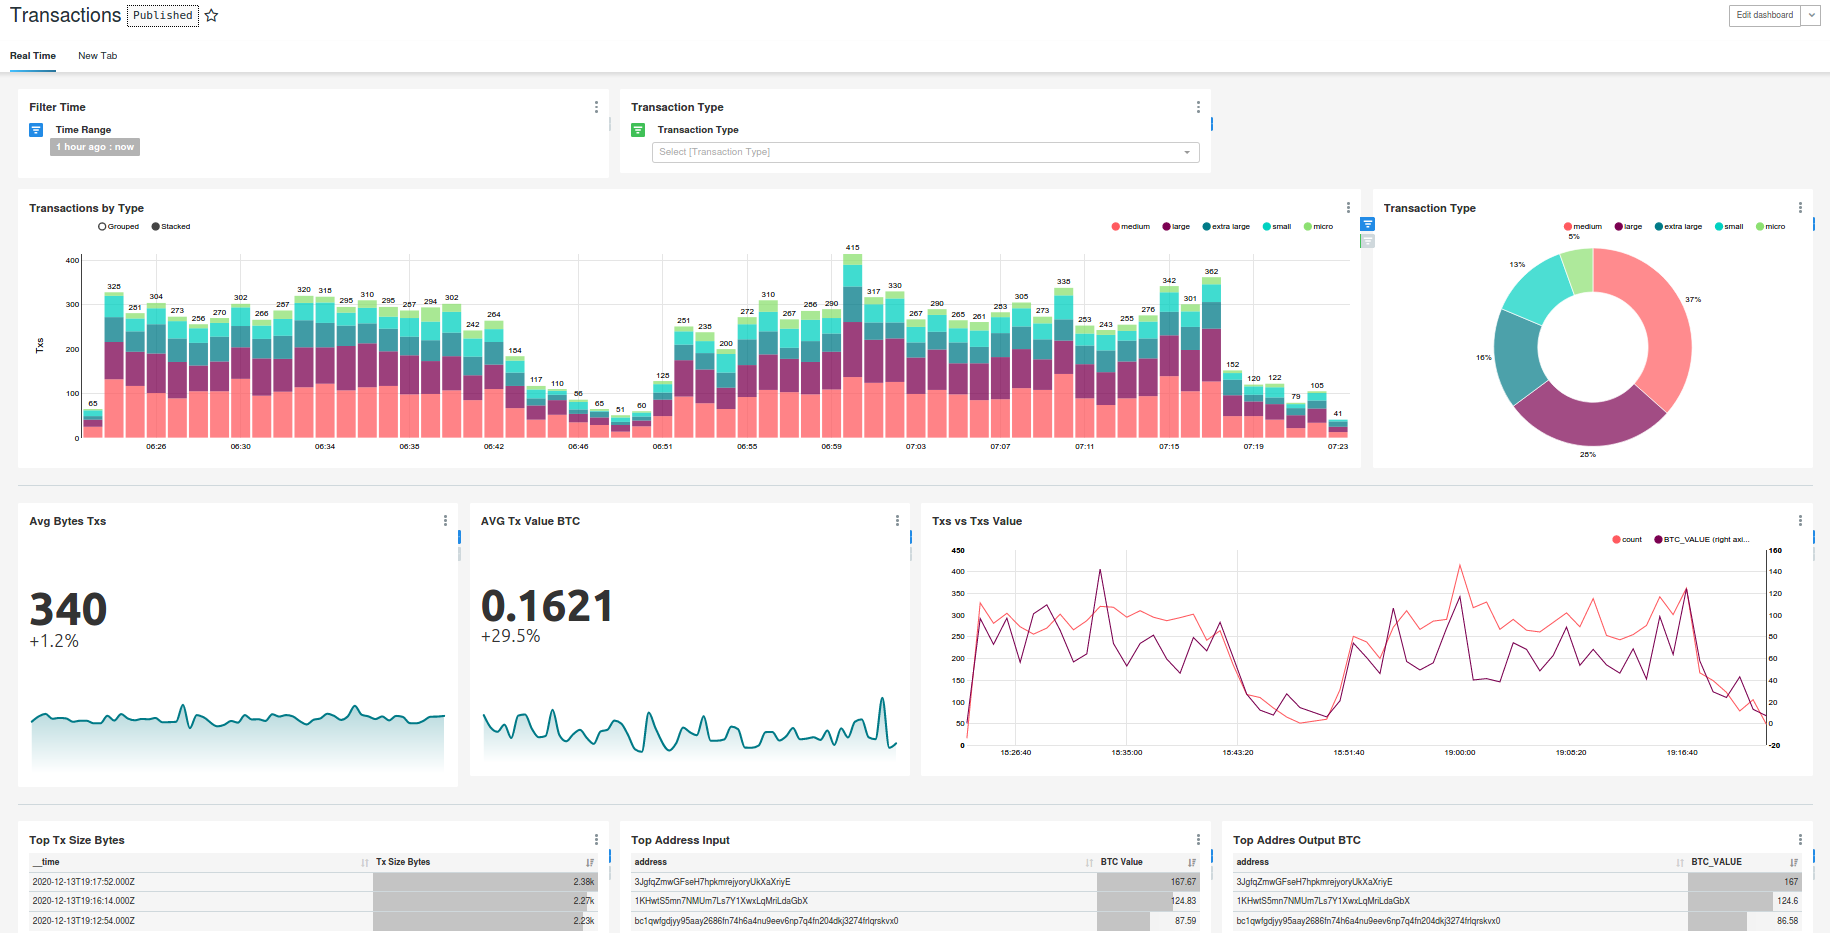 Transactions Published
Edit dashboard
Real Time New Tab
Filter Time
Time Range
1 hour ago : now
Transaction Type
Transaction Type
Select [Transaction Type]
Transactions by Type
Grouped Stacked
medium large extra large small micro
Txs
400
300
200
100
0
65 328 281 304 273 256 270 302 266 287 320 318 295 310 295 287 294 302 242 264 184 117 110 86 65 51 60 128 251 238 200 272 310 267 286 290 415 317 330 267 290 265 261 283 305 273 338 253 243 255 276 342 301 362 152 120 122 79 105 41
06:26 06:30 06:34 06:38 06:42 06:46 06:51 06:55 06:59 07:03 07:07 07:11 07:15 07:19 07:23
Transaction Type
medium large extra large small micro
5%
13%
37%
16%
28%
Avg Bytes Txs
340
+1.2%
AVG Tx Value BTC
0.1621
+29.5%
Txs vs Txs Value
count BTC_VALUE (right axi...
450 160
400 140
350 120
300 100
250 80
200 60
150 40
100 20
50 0
0 -20
18:26:40 18:35:00 18:43:20 18:51:40 19:00:00 19:08:20 19:16:40
Top Tx Size Bytes
__time Tx Size Bytes
2020-12-13T19:17:52.000Z 2.38k
2020-12-13T19:16:14.000Z 2.27k
2020-12-13T19:12:54.000Z 2.23k
Top Address Input
address BTC Value
3JgfqZmwGFseH7hpkmrejyoryUkXaXriyE 167.67
1KHwtS5mn7NMUm7Ls7Y1XwxLqMriLdaGbX 124.83
bc1qwfgdjyy95aay2686fn74h6a4nu9eev6np7q4fn204dkj3274frlqrskvx0 87.59
Top Addres Output BTC
address BTC_VALUE
3JgfqZmwGFseH7hpkmrejyoryUkXaXriyE 167
1KHwtS5mn7NMUm7Ls7Y1XwxLqMriLdaGbX 124.6
bc1qwfgdjyy95aay2686fn74h6a4nu9eev6np7q4fn204dkj3274frlqrskvx0 86.58